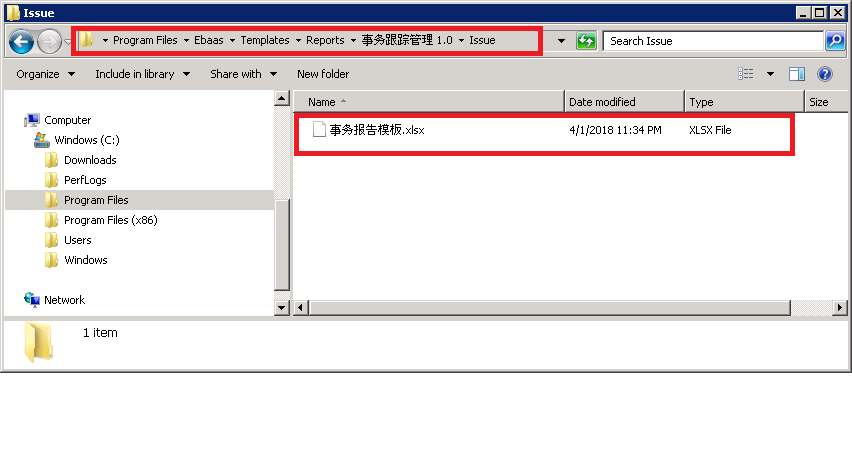 Issue
Program Files Ebaas Templates Reports 事务跟踪管理 1.0 Issue
Search Issue
Organize Include in library Share with New folder
Name Date modified Type Size
Computer
Windows (C:)
Downloads
PerfLogs
Program Files
Program Files (x86)
Users
Windows
Network
事务报告模板.xlsx 4/1/2018 11:34 PM XLSX File
1 item